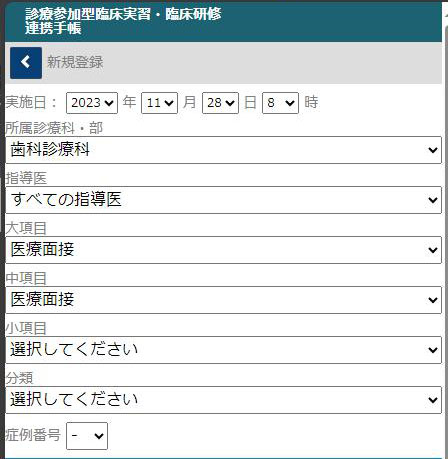 診療参加型臨床実習・臨床研修
連携手帳
新規登録
実施日： 2023 年 11 月 28 日 8 時
所属診療科・部
歯科診療科
指導医
すべての指導医
大項目
医療面接
中項目
医療面接
小項目
選択してください
分類
選択してください
症例番号 -